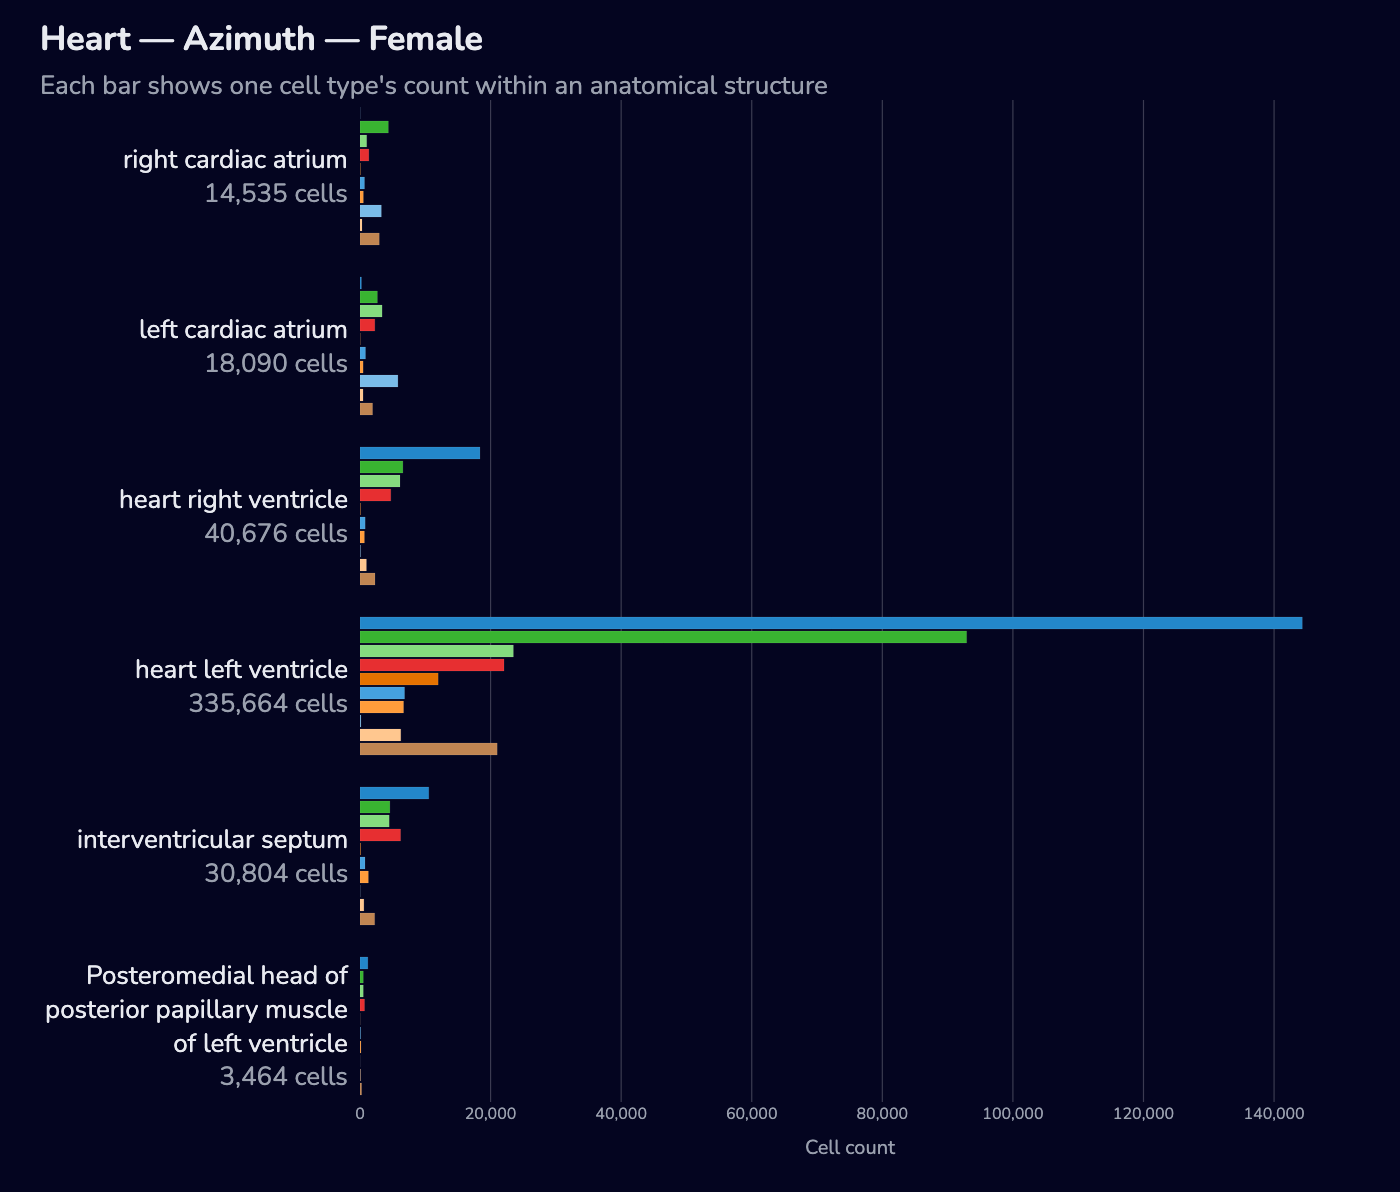 Heart — Azimuth — Female
Each bar shows one cell type's count within an anatomical structure
right cardiac atrium
14,535 cells
left cardiac atrium
18,090 cells
heart right ventricle
40,676 cells
heart left ventricle
335,664 cells
interventricular septum
30,804 cells
Posteromedial head of
posterior papillary muscle
of left ventricle
3,464 cells
0 20,000 40,000 60,000 80,000 100,000 120,000 140,000
Cell count